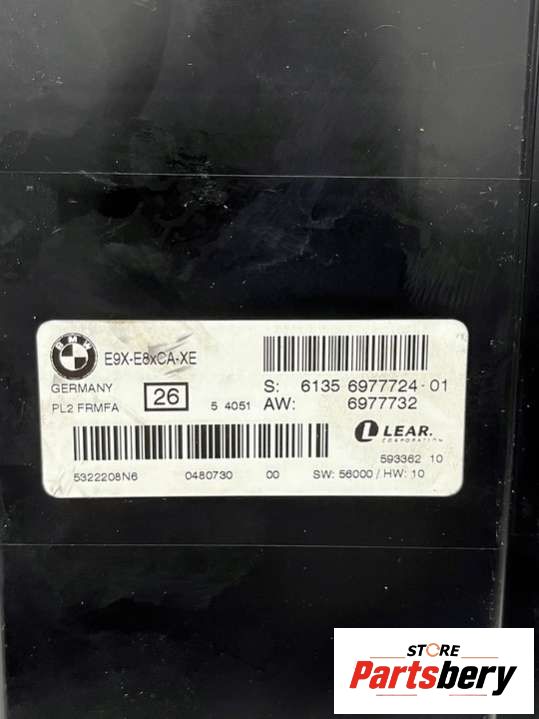 BMW
E9X-E8xCA-XE
GERMANY 26
PL2 FRMFA 5 4051
S: 6135 6977724-01
AW: 6977732
LEAR.
CORPORATION
593362 10
5322208N6 0480730 00 SW: 56000 / HW: 10
STORE
Partsbery